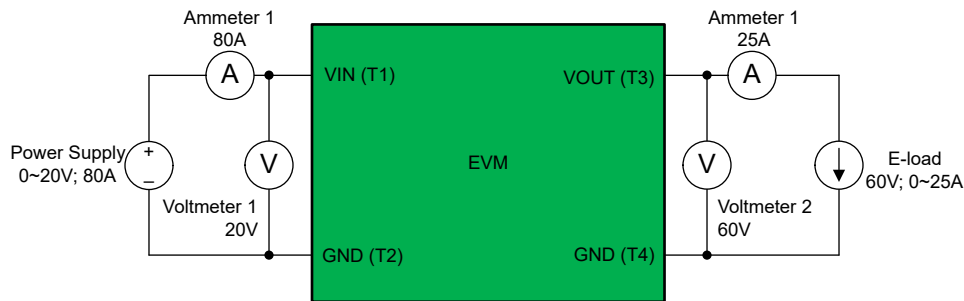 Ammeter 1
80A
Ammeter 1
25A
A
VIN (T1)
VOUT (T3)
A
Power Supply
0~20V; 80A
+
–
V
EVM
V
E-load
60V; 0~25A
Voltmeter 1
20V
Voltmeter 2
60V
GND (T2)
GND (T4)